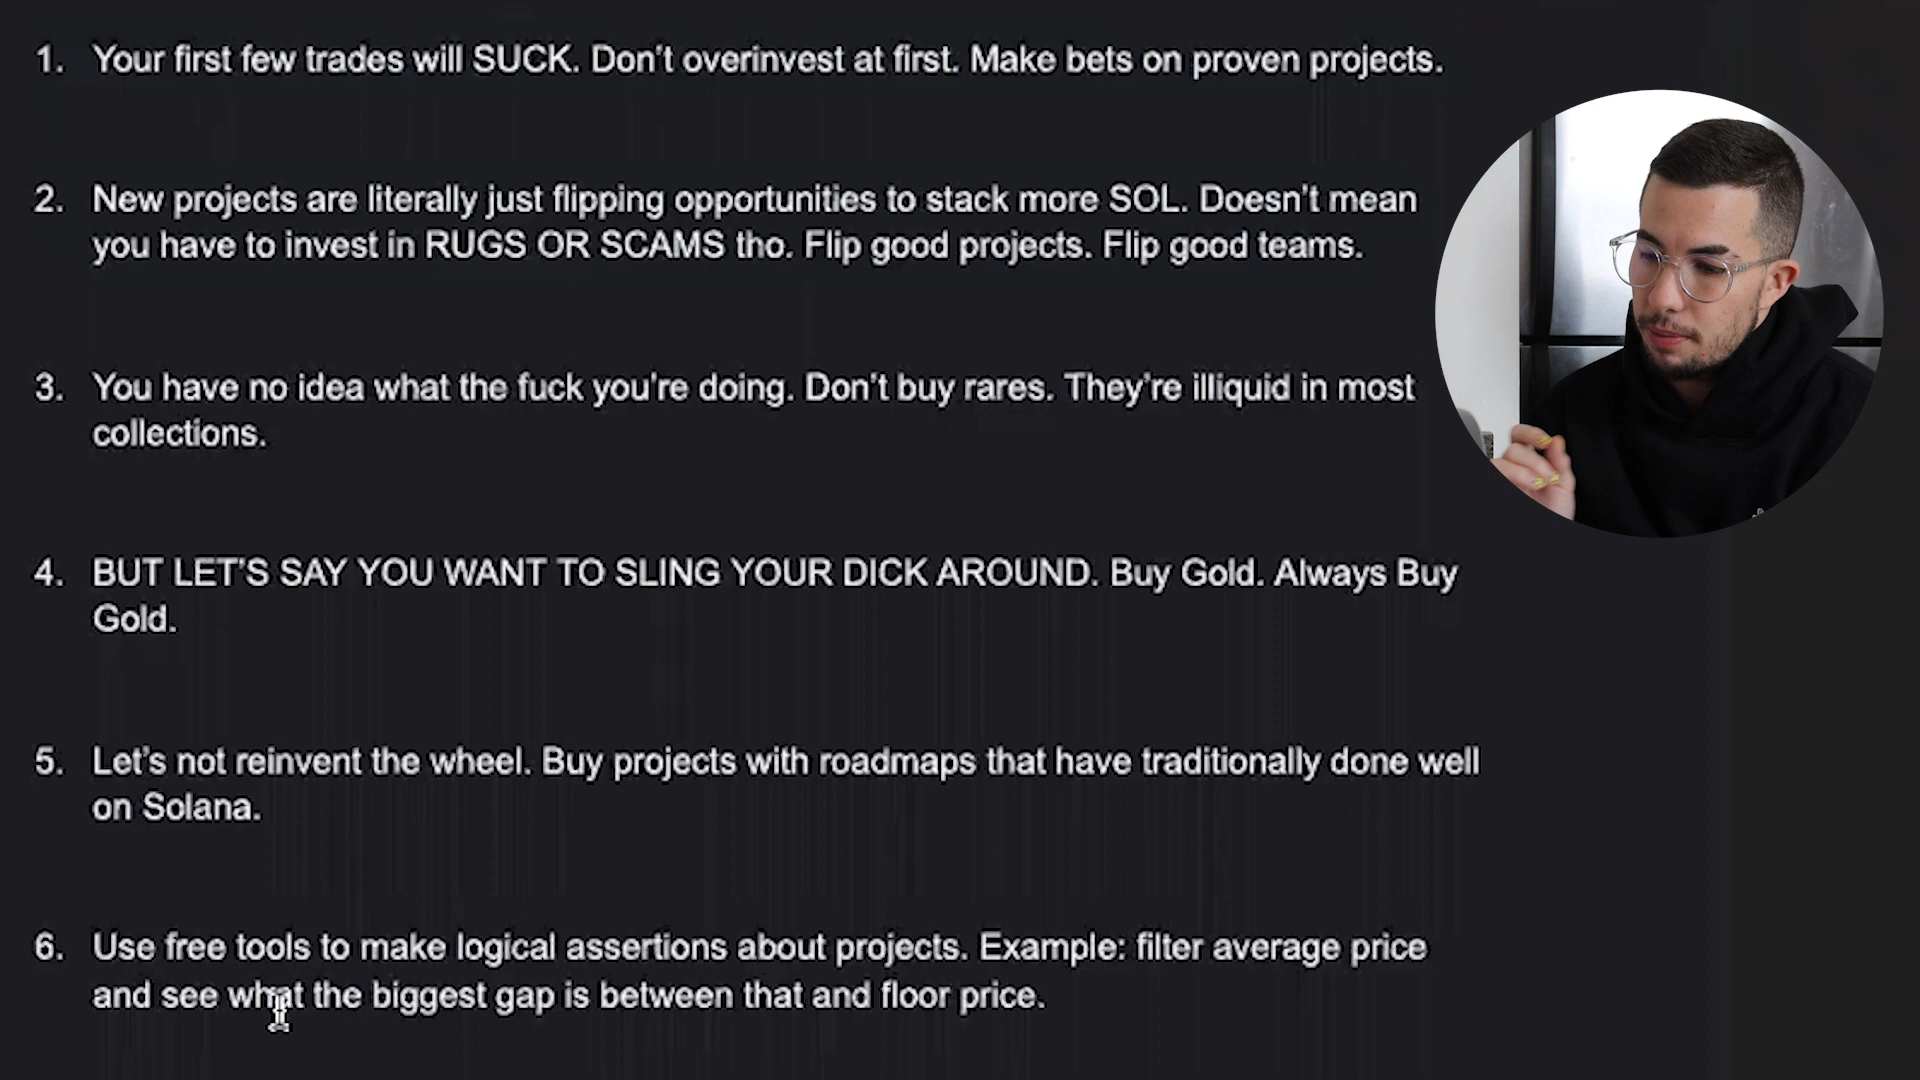 1. Your first few trades will SUCK. Don't overinvest at first. Make bets on proven projects.
2. New projects are literally just flipping opportunities to stack more SOL. Doesn't mean
you have to invest in RUGS OR SCAMS tho. Flip good projects. Flip good teams.
3. You have no idea what the fuck you're doing. Don't buy rares. They're illiquid in most
collections.
4. BUT LET'S SAY YOU WANT TO SLING YOUR DICK AROUND. Buy Gold. Always Buy
Gold.
5. Let's not reinvent the wheel. Buy projects with roadmaps that have traditionally done well
on Solana.
6. Use free tools to make logical assertions about projects. Example: filter average price
and see what the biggest gap is between that and floor price.